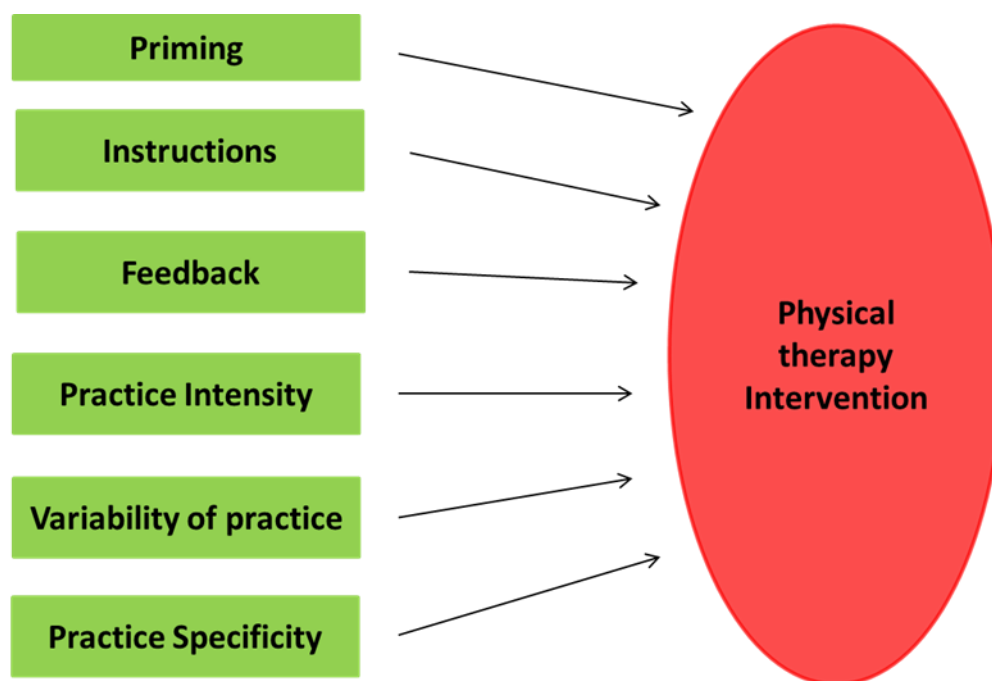 Priming
Instructions
Feedback
Practice Intensity
Variability of practice
Practice Specificity
Physical
therapy
Intervention